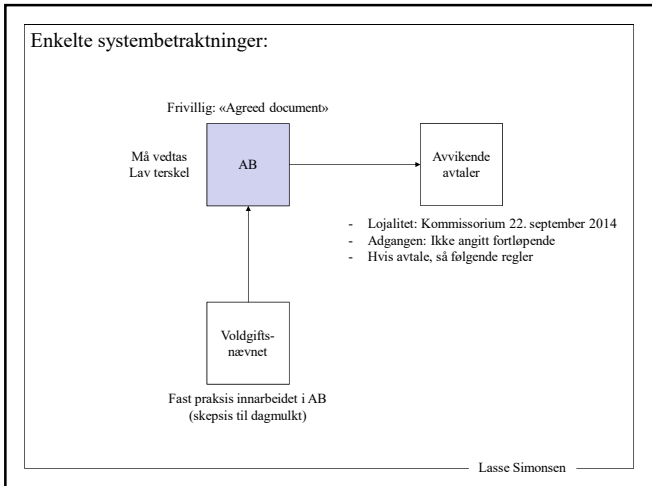 Enkelte systembetraktninger:
Frivillig: «Agreed document»
Må vedtas
Lav terskel
AB
Avvikende
avtaler
- Lojalitet: Kommissorium 22. september 2014
- Adgangen: Ikke angitt fortløpende
- Hvis avtale, så følgende regler
Voldgifts-
nævnet
Fast praksis innarbeidet i AB
(skepsis til dagmulkt)
Lasse Simonsen